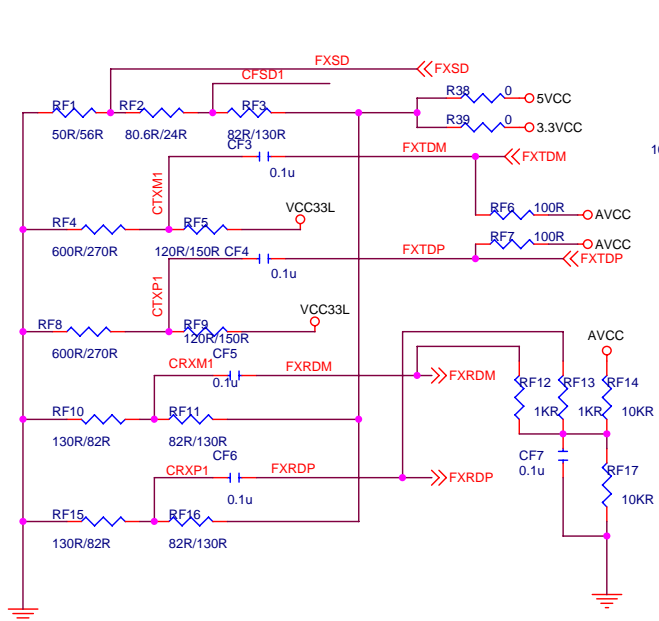 FXSD
FXSD
CFSD1
R38 0
5VCC
RF1 RF2 RF3
R39 0
3.3VCC
50R/56R 80.6R/24R 82R/130R
CF3
FXTDM
FXTDM
10
0.1u
CTXM1
VCC33L
RF6 100R
AVCC
RF4 RF5
RF7 100R
AVCC
600R/270R 120R/150R CF4
FXTDP
FXTDP
0.1u
CTXP1
VCC33L
RF8 RF9
120R/150R
AVCC
600R/270R
CF5
CRXM1 FXRDM
FXRDM
0.1u
RF12 RF13 RF14
RF10 RF11
1KR 1KR 10KR
130R/82R 82R/130R
CF6
CF7
0.1u
CRXP1 FXRDP
FXRDP
RF17
0.1u
10KR
RF15 RF16
130R/82R 82R/130R